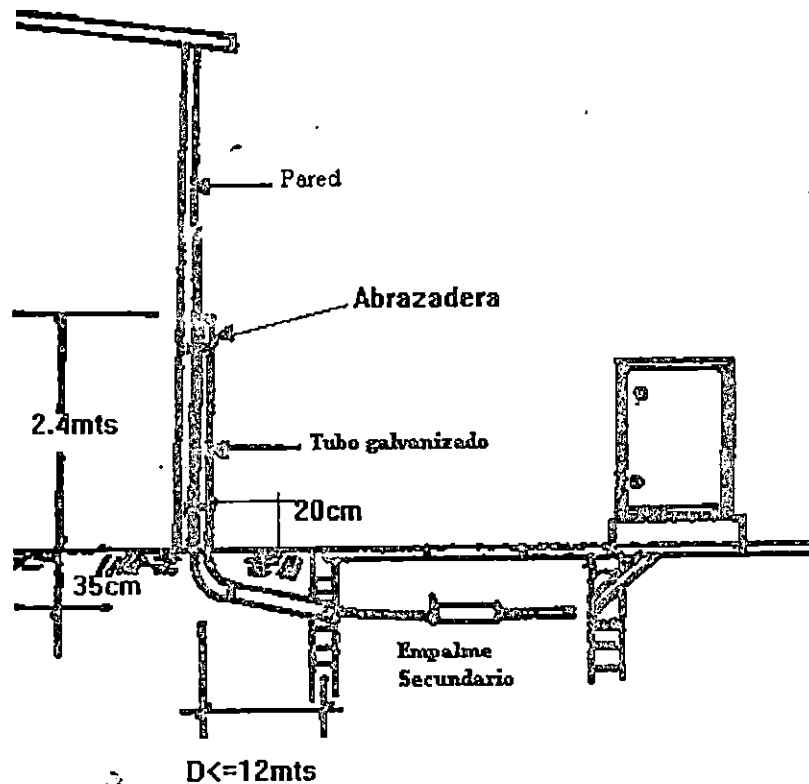 Pared
Abrazadera
2.4mts
Tubo galvanizado
20cm
35cm
Empalme
Secundario
D<=12mts